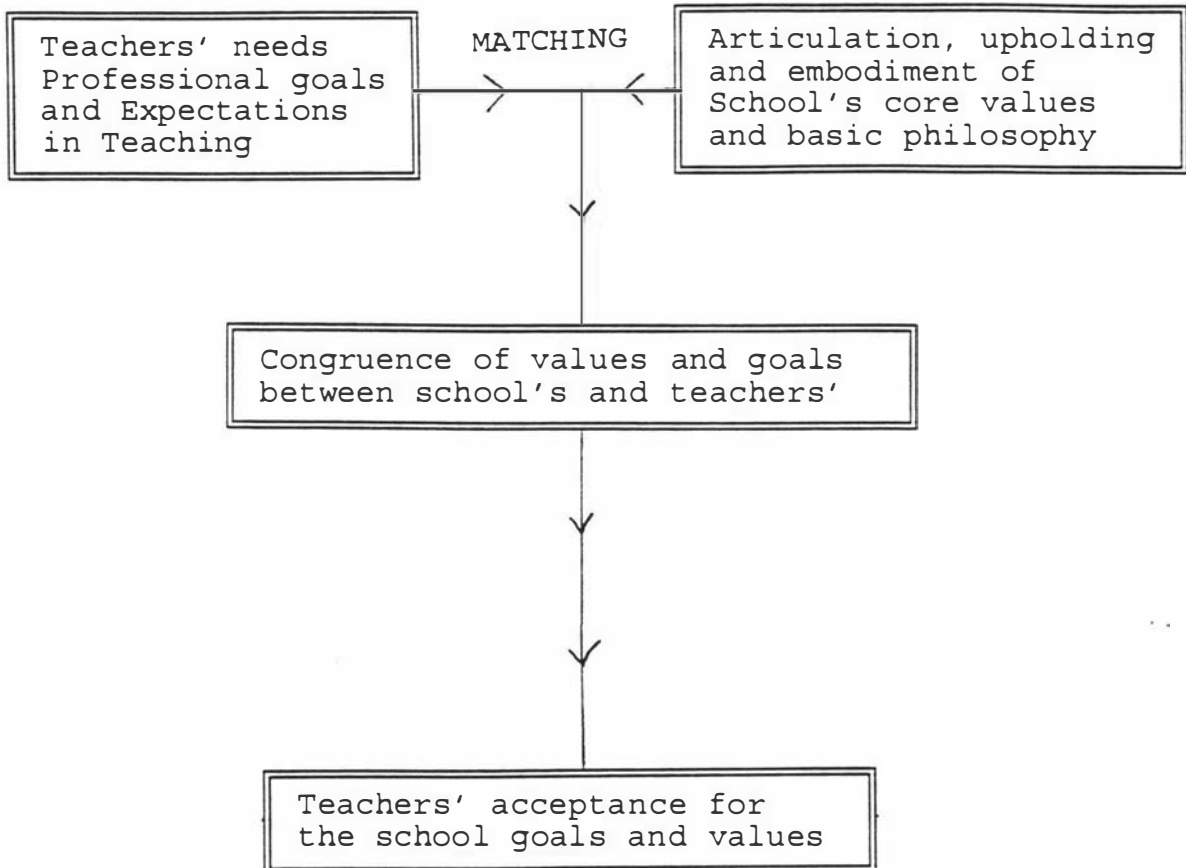 Teachers' needs
Professional goals
and Expectations
in Teaching
MATCHING
Articulation, upholding
and embodiment of
School's core values
and basic philosophy
Congruence of values and goals
between school's and teachers'
Teachers' acceptance for
the school goals and values